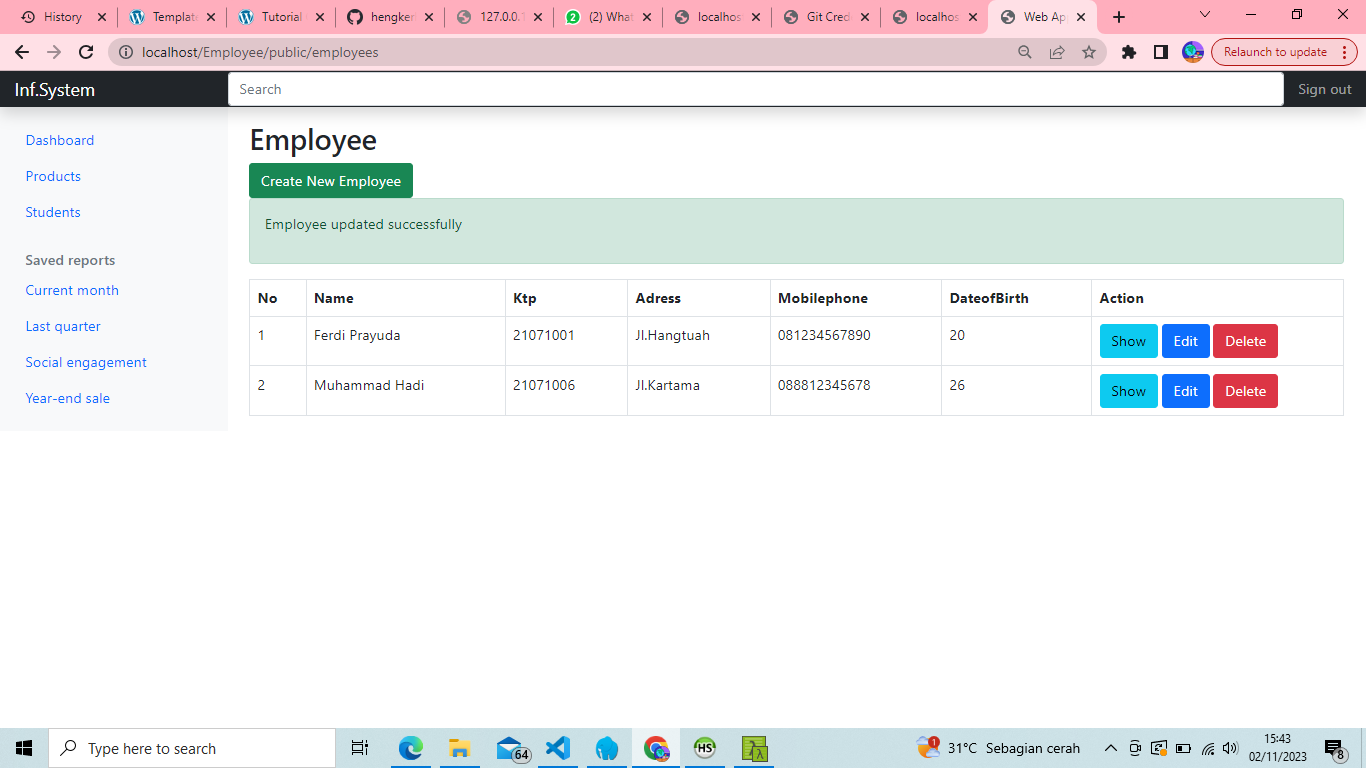 History
Template
Tutorial
hengker
127.0.0.1
2 (2) What
localhos
Git Cred
localhos
Web Ap
localhost/Employee/public/employees
Relaunch to update
Inf.System
Search
Sign out
Dashboard
Products
Students
Saved reports
Current month
Last quarter
Social engagement
Year-end sale
Employee
Create New Employee
Employee updated successfully
No Name Ktp Adress Mobilephone DateofBirth Action
1 Ferdi Prayuda 21071001 Jl.Hangtuah 081234567890 20 Show Edit Delete
2 Muhammad Hadi 21071006 Jl.Kartama 088812345678 26 Show Edit Delete
Type here to search
64
HS
λ
1
31°C Sebagian cerah
15:43
02/11/2023
8